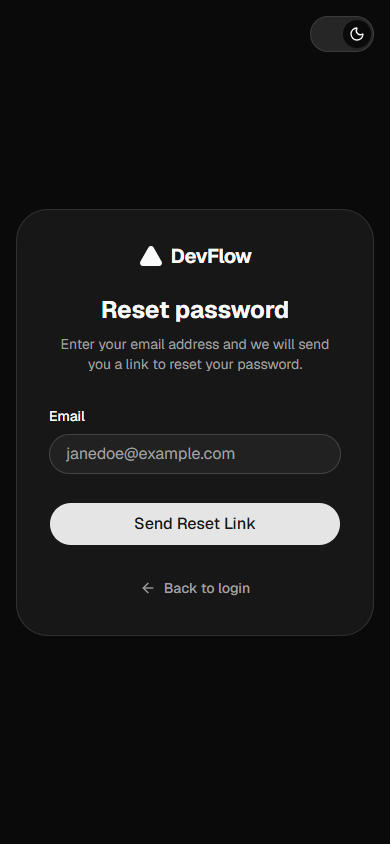 DevFlow
Reset password
Enter your email address and we will send
you a link to reset your password.
Email
janedoe@example.com
Send Reset Link
Back to login